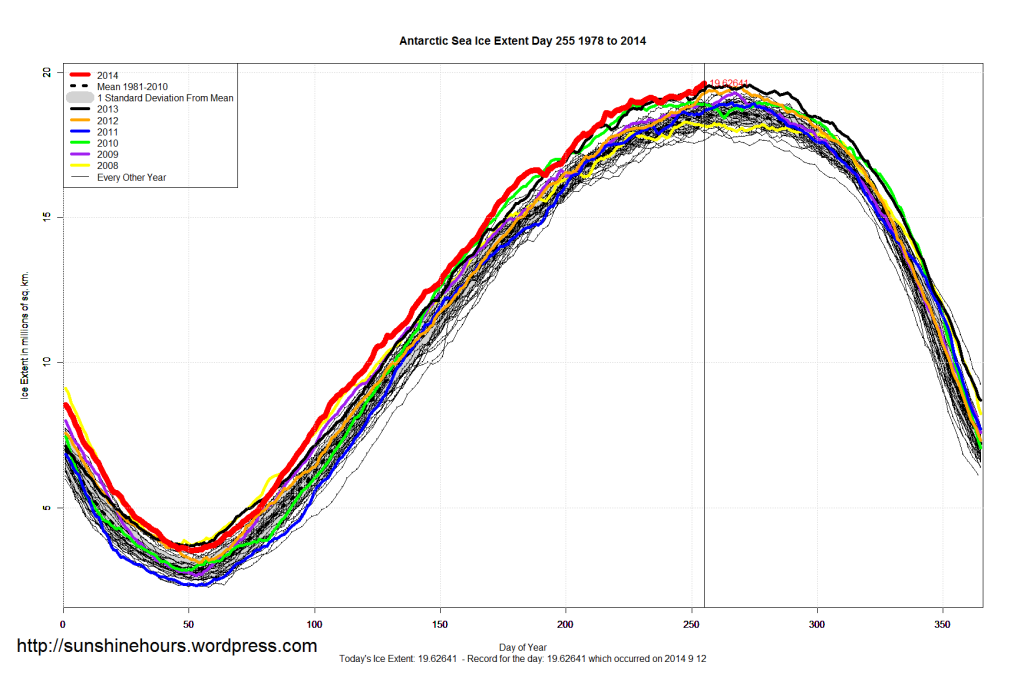 Antarctic Sea Ice Extent Day 255 1978 to 2014
2014
Mean 1981-2010
1 Standard Deviation From Mean
2013
2012
2011
2010
2009
2008
Every Other Year
19.62641
Ice Extent in millions of sq. km.
20
15
10
5
0
50
100
150
200
250
300
350
Day of Year
Today's Ice Extent: 19.62641 - Record for the day: 19.62641 which occurred on 2014 9 12
http://sunshinehours.wordpress.com